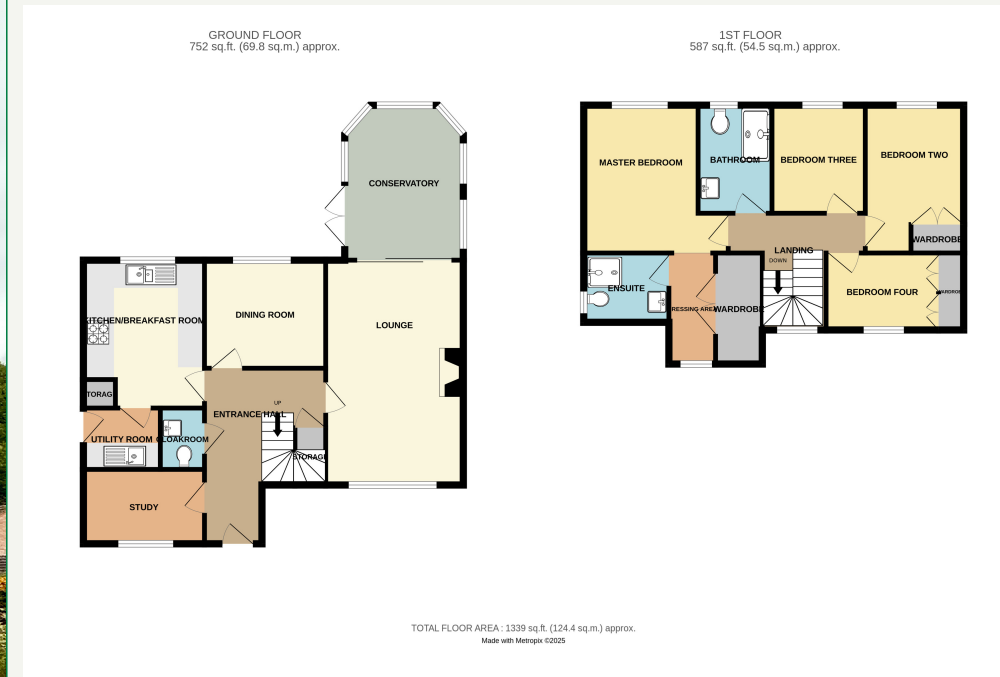 GROUND FLOOR
752 sq.ft. (69.8 sq.m.) approx.
1ST FLOOR
587 sq.ft. (54.5 sq.m.) approx.
CONSERVATORY
KITCHEN/BREAKFAST ROOM
DINING ROOM
LOUNGE
STORAGE
UP
ENTRANCE HALL
UTILITY ROOM
CLOAKROOM
STORAGE
STUDY
MASTER BEDROOM
BATHROOM
BEDROOM THREE
BEDROOM TWO
WARDROBE
LANDING
DOWN
ENSUITE
BEDROOM FOUR
WARDROBE
DRESSING AREA
WARDROBE
TOTAL FLOOR AREA : 1339 sq.ft. (124.4 sq.m.) approx.
Made with Metropix ©2025